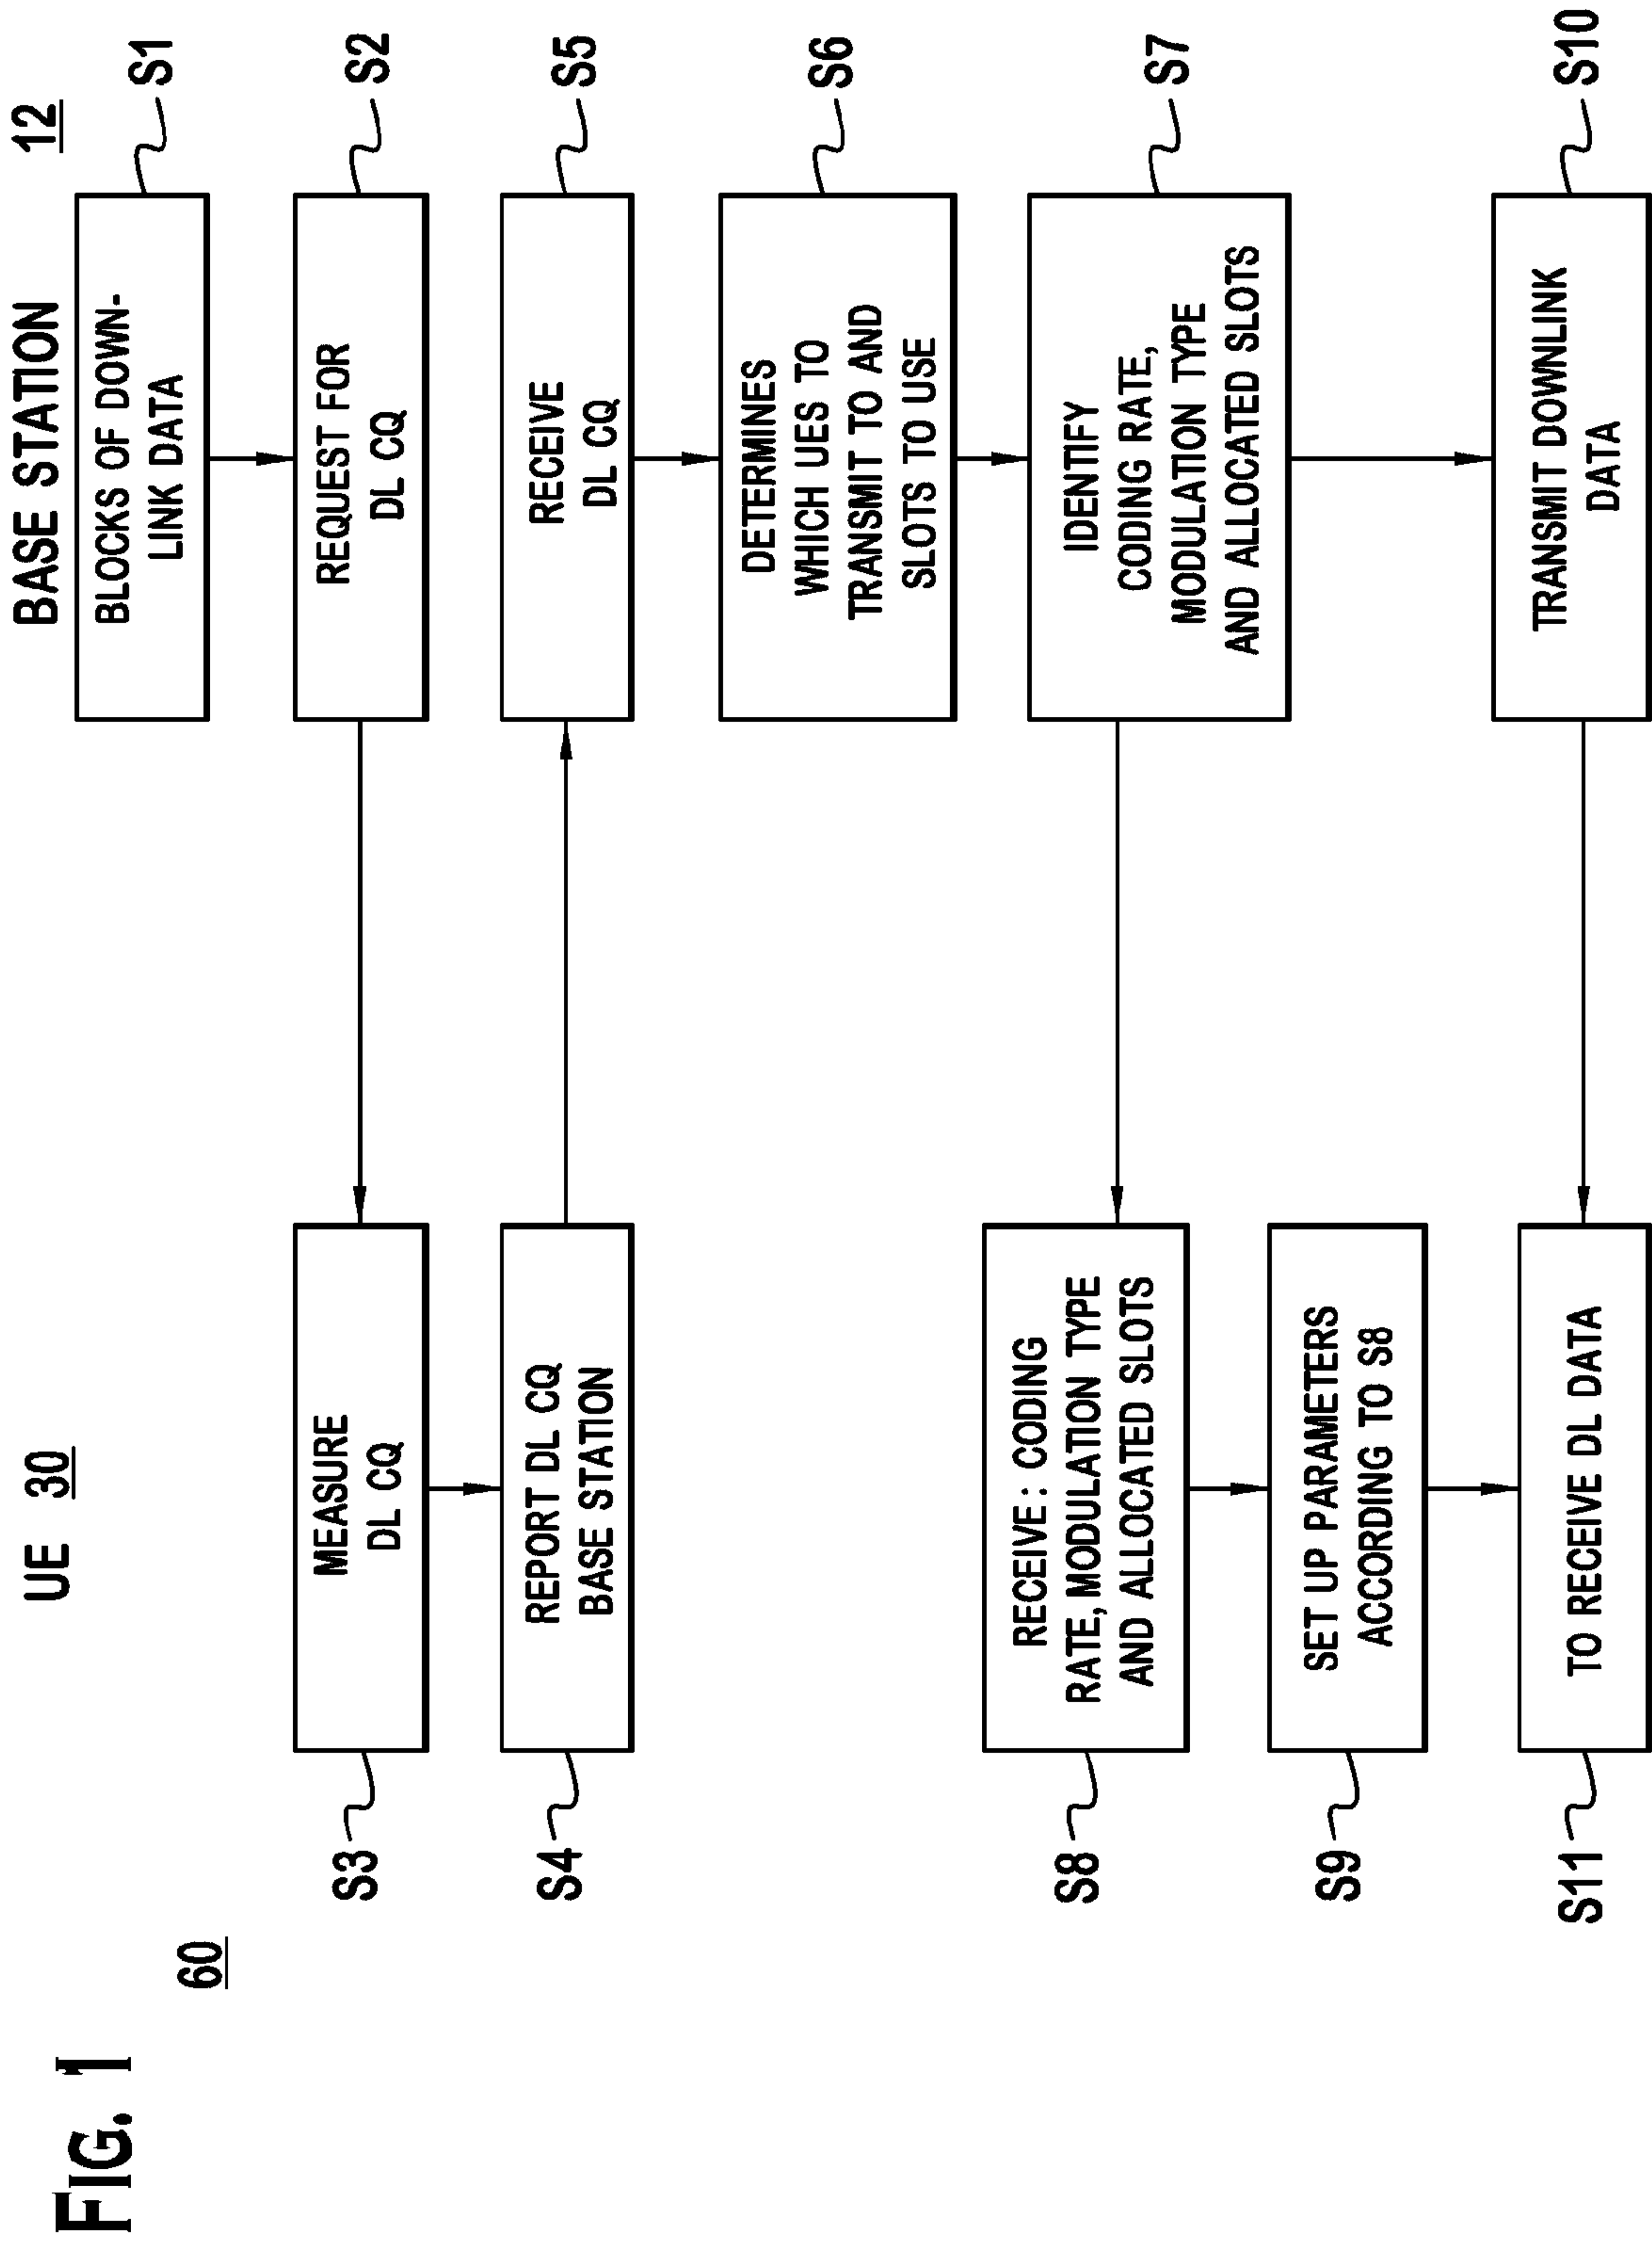 FIG. 1
60
UE 30
BASE STATION 12
BLOCKS OF DOWN-
LINK DATA
S1
REQUEST FOR
DL CQ
S2
S3
MEASURE
DL CQ
S4
REPORT DL CQ
BASE STATION
RECEIVE
DL CQ
S5
DETERMINES
WHICH UES TO
TRANSMIT TO AND
SLOTS TO USE
S6
IDENTIFY
CODING RATE,
MODULATION TYPE
AND ALLOCATED SLOTS
S7
S8
RECEIVE : CODING
RATE, MODULATION TYPE
AND ALLOCATED SLOTS
S9
SET UP PARAMETERS
ACCORDING TO S8
TRANSMIT DOWNLINK
DATA
S10
S11
TO RECEIVE DL DATA